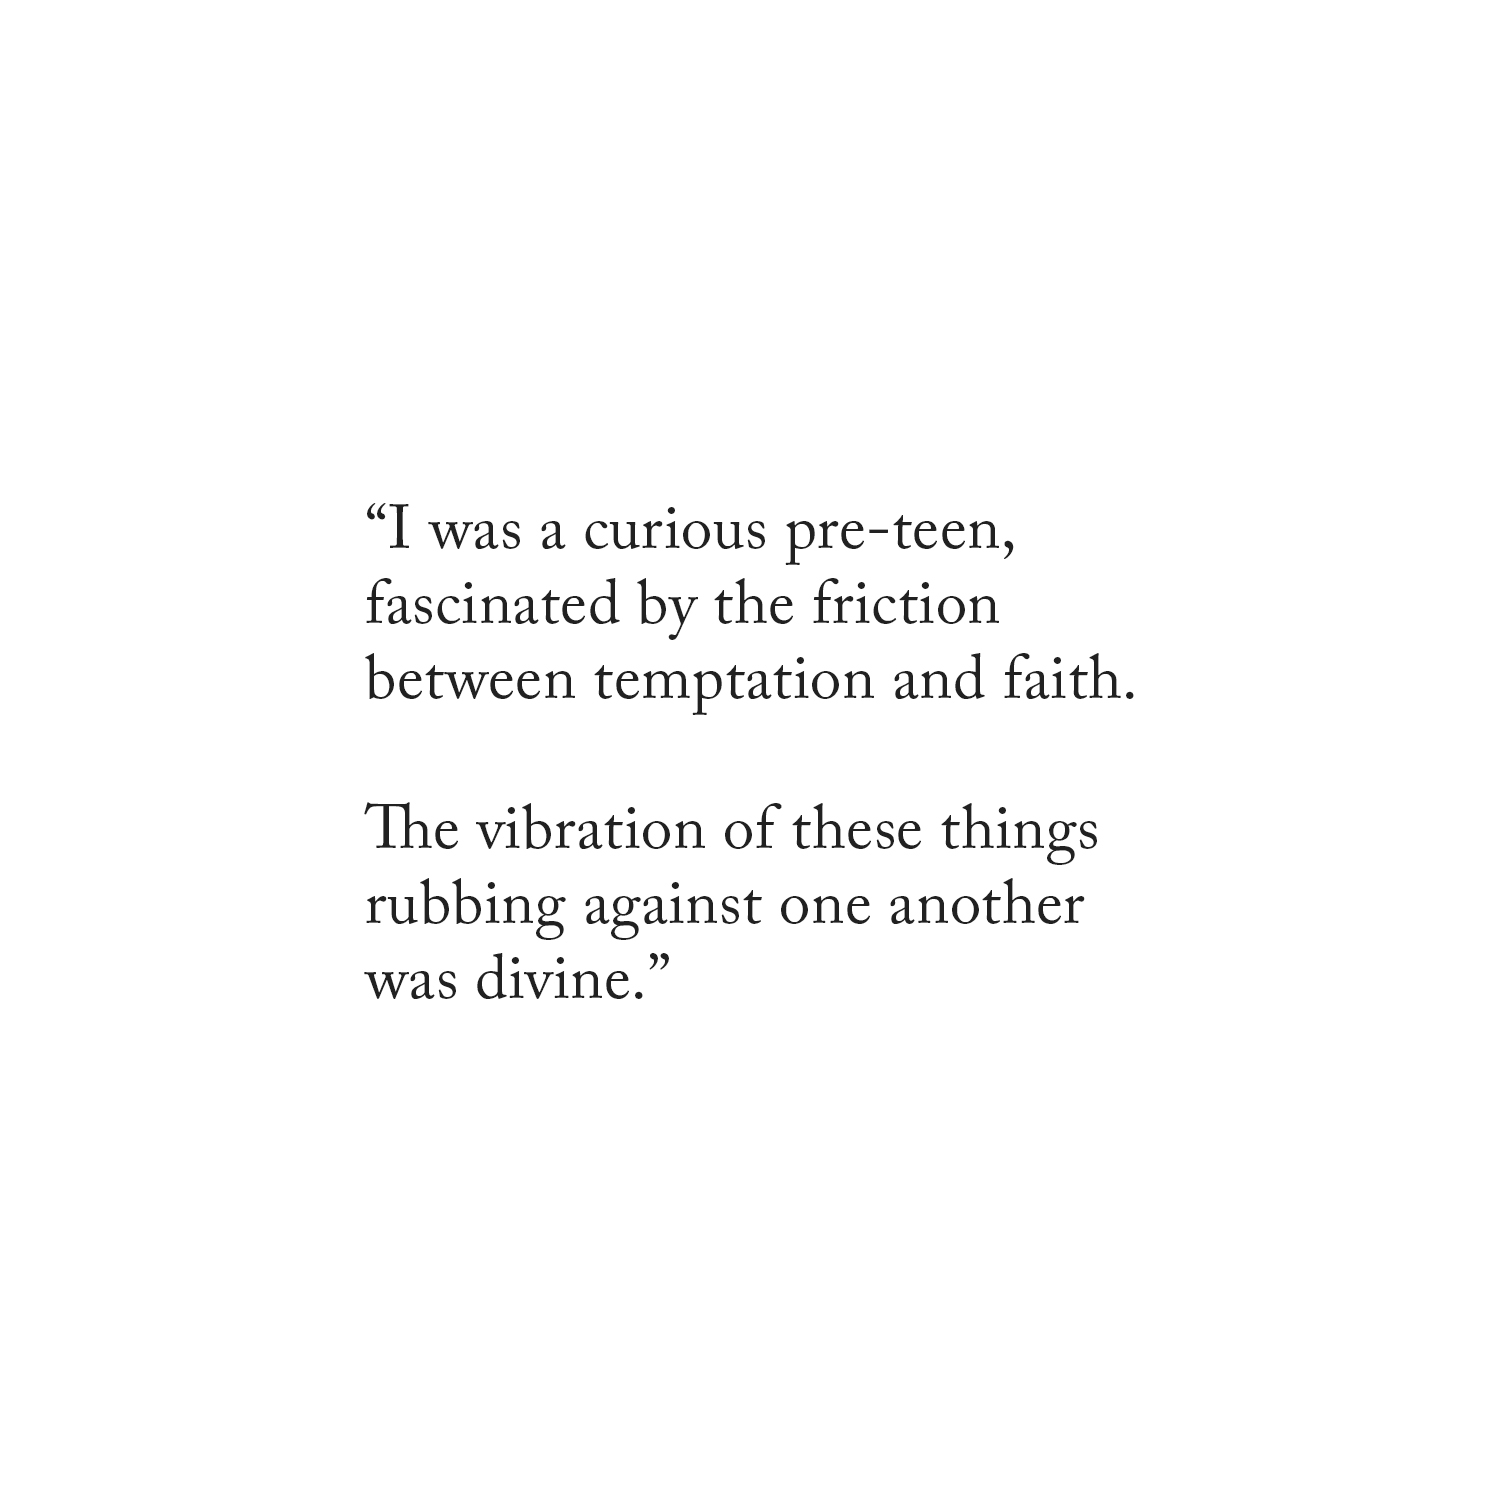 “I was a curious pre-teen,
fascinated by the friction
between temptation and faith.
The vibration of these things
rubbing against one another
was divine.”